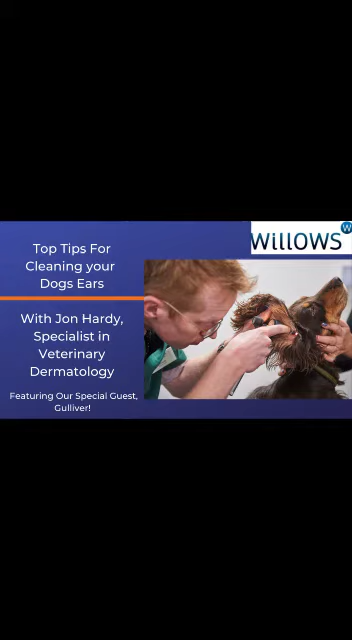 Willows W
Top Tips For
Cleaning your
Dogs Ears
With Jon Hardy,
Specialist in
Veterinary
Dermatology
Featuring Our Special Guest,
Gulliver!